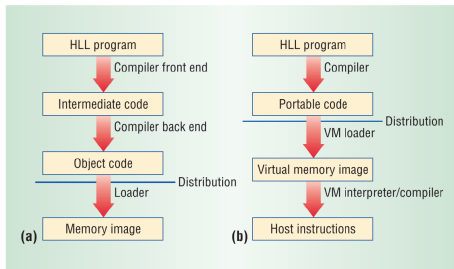 HLL program
Compiler front end
Intermediate code
Compiler back end
Object code
Distribution
Loader
(a)
Memory image
HLL program
Compiler
Portable code
Distribution
VM loader
Virtual memory image
VM interpreter/compiler
(b)
Host instructions